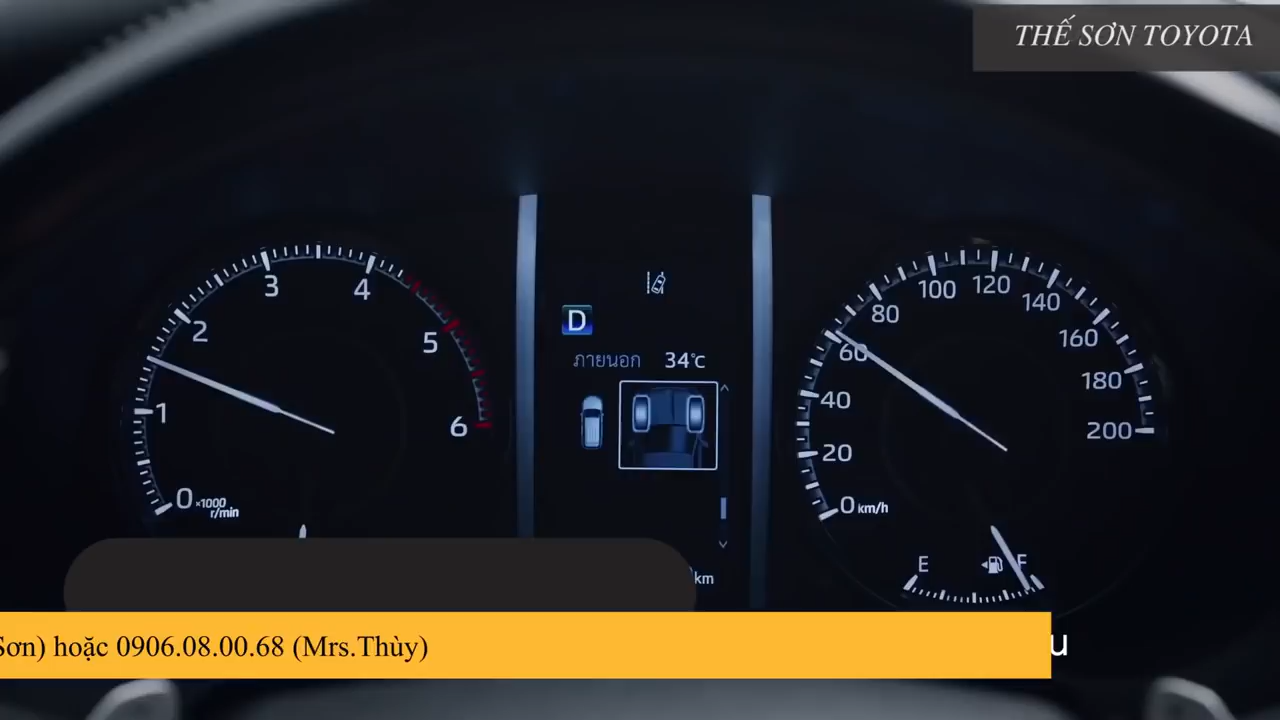 THẾ SƠN TOYOTA
3
4
2
5
1
6
0
×1000
r/min
D
ภายนอก 34℃
km
100
120
80
140
60
160
40
180
20
200
0 km/h
E
F
Sơn) hoặc 0906.08.00.68 (Mrs.Thùy)
u